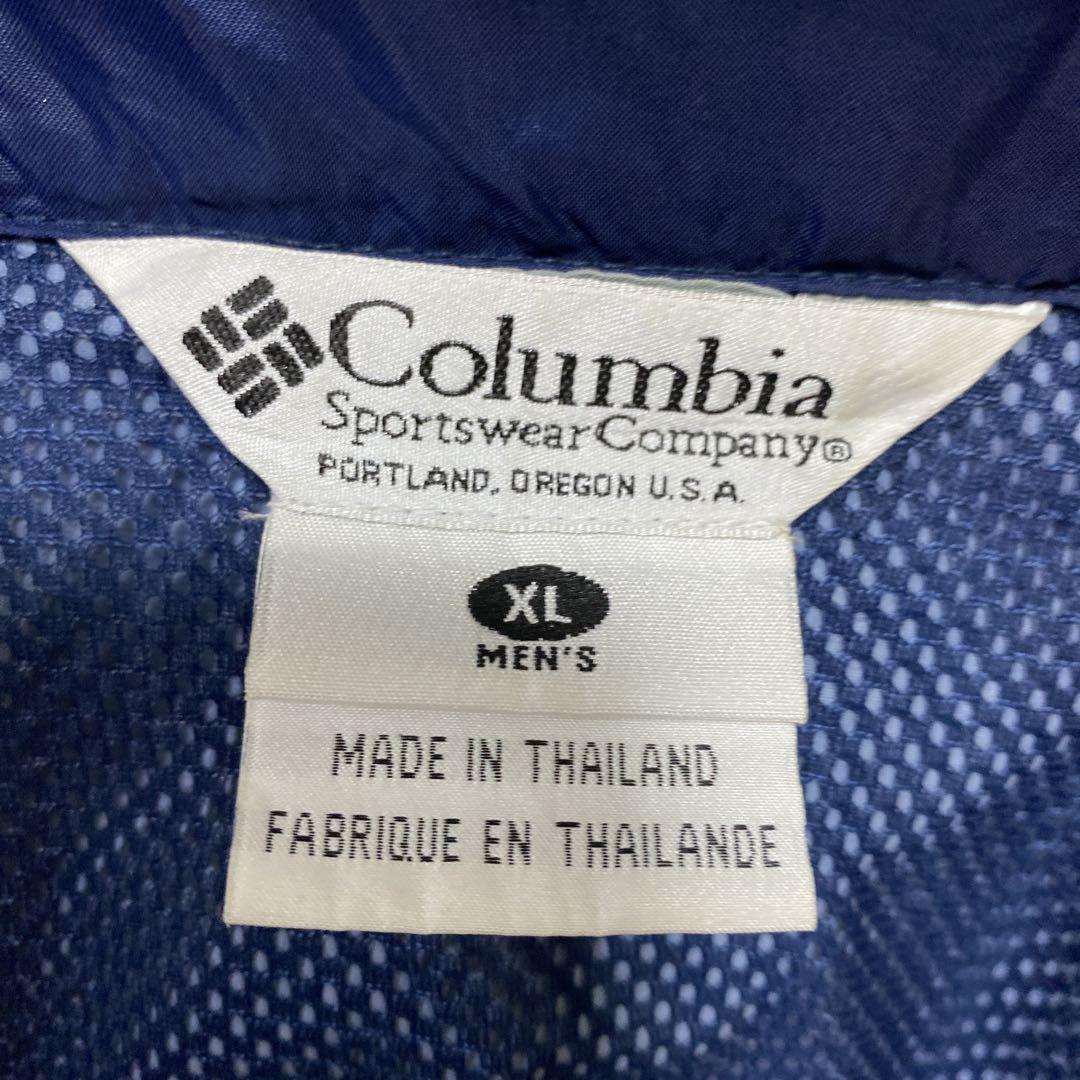 Columbia
Sportswear Company®
PORTLAND, OREGON U.S.A.
XL
MEN'S
MADE IN THAILAND
FABRIQUE EN THAILANDE